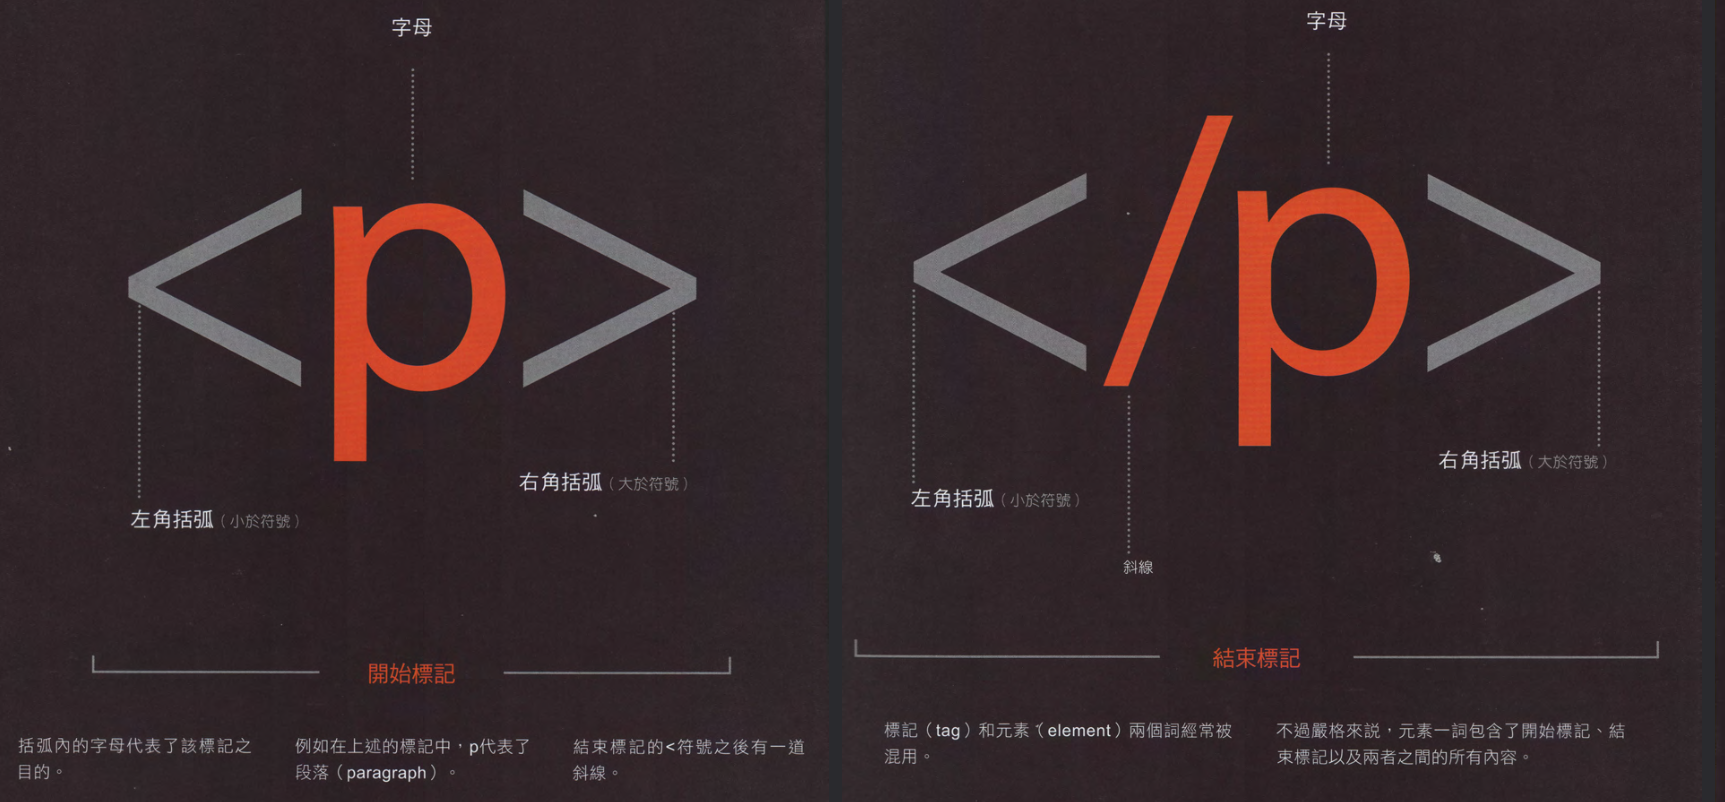 字母
<p>
右角括弧（大於符號）
左角括弧（小於符號）
開始標記
括弧內的字母代表了該標記之
目的。
例如在上述的標記中，p代表了
段落（paragraph）。
結束標記的<符號之後有一道
斜線。
字母
</p>
右角括弧（大於符號）
左角括弧（小於符號）
斜線
結束標記
標記（tag）和元素（element）兩個詞經常被
混用。
不過嚴格來説，元素一詞包含了開始標記、結
束標記以及兩者之間的所有內容。